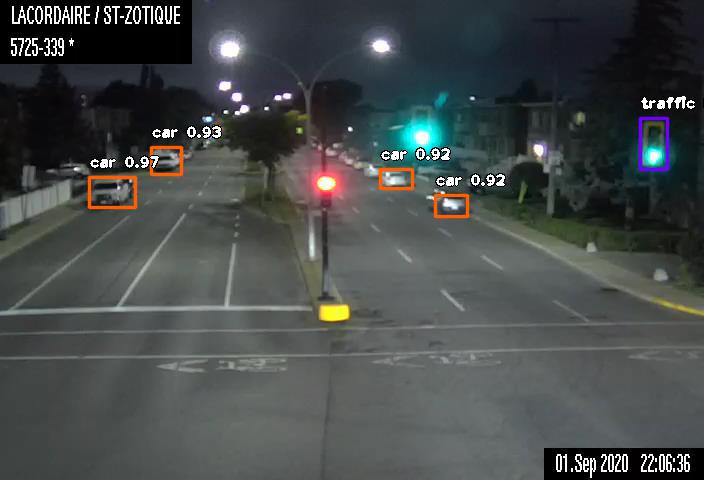 LACORDAIRE / ST-ZOTIQUE
5725-339 *
traffic
car 0.93
car 0.97
car 0.92
car 0.92
01.Sep 2020 22:06:36